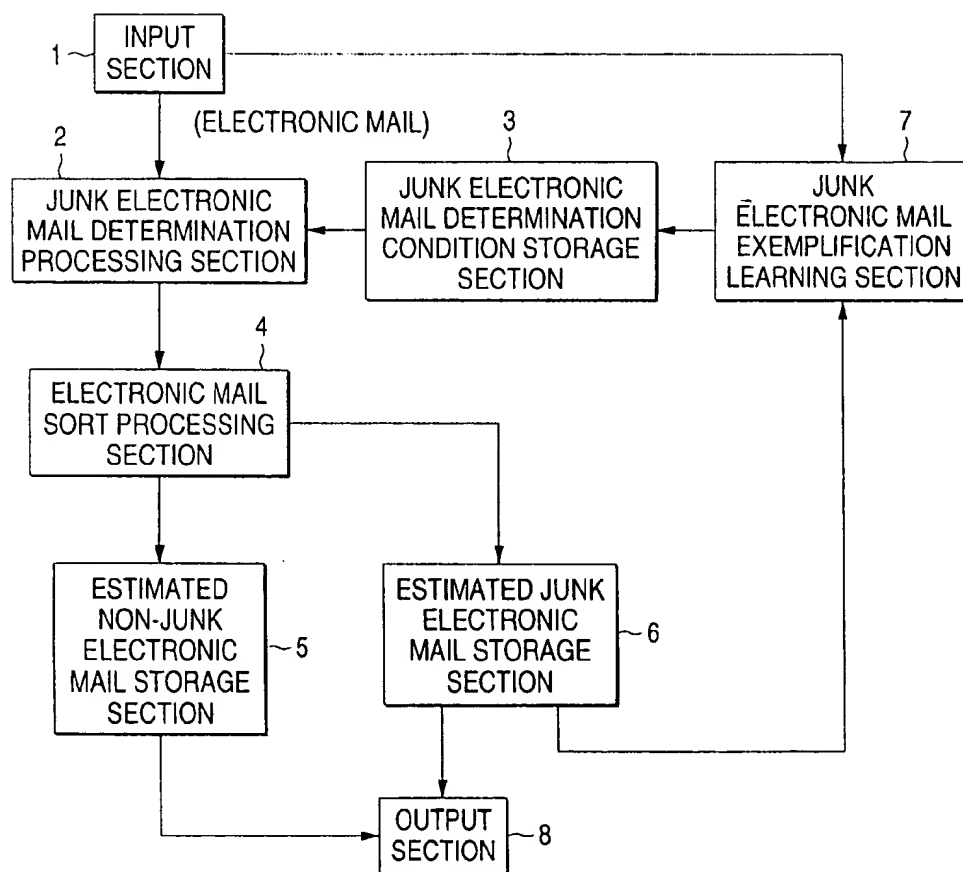 1
INPUT
SECTION
(ELECTRONIC MAIL)
2
JUNK ELECTRONIC
MAIL DETERMINATION
PROCESSING SECTION
3
JUNK ELECTRONIC
MAIL DETERMINATION
CONDITION STORAGE
SECTION
7
JUNK
ELECTRONIC MAIL
EXEMPLIFICATION
LEARNING SECTION
4
ELECTRONIC MAIL
SORT PROCESSING
SECTION
ESTIMATED
NON-JUNK
ELECTRONIC
MAIL STORAGE
SECTION
5
ESTIMATED JUNK
ELECTRONIC
MAIL STORAGE
SECTION
6
OUTPUT
SECTION
8